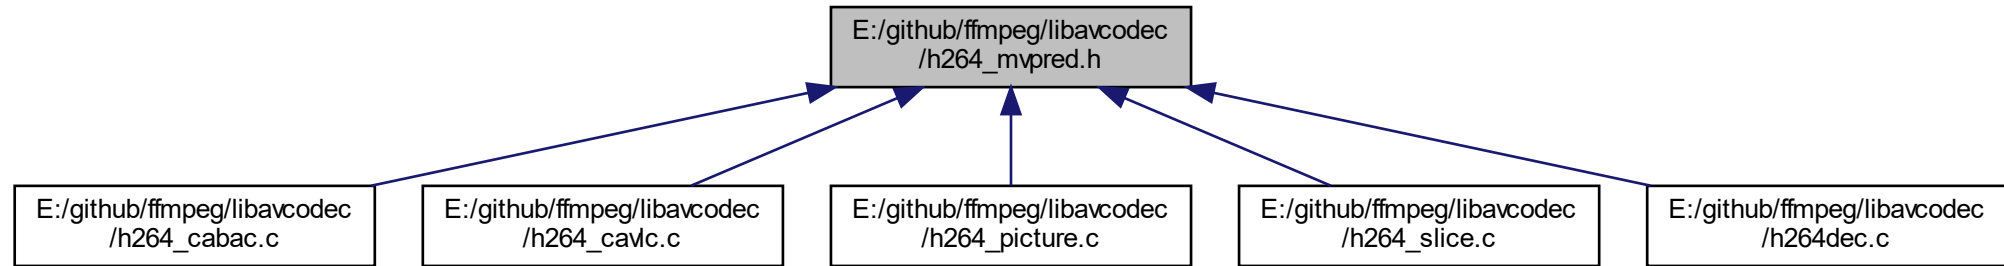 E:/github/ffmpeg/libavcodec
/h264_mvpred.h
E:/github/ffmpeg/libavcodec
/h264_cabac.c
E:/github/ffmpeg/libavcodec
/h264_cavlc.c
E:/github/ffmpeg/libavcodec
/h264_picture.c
E:/github/ffmpeg/libavcodec
/h264_slice.c
E:/github/ffmpeg/libavcodec
/h264dec.c